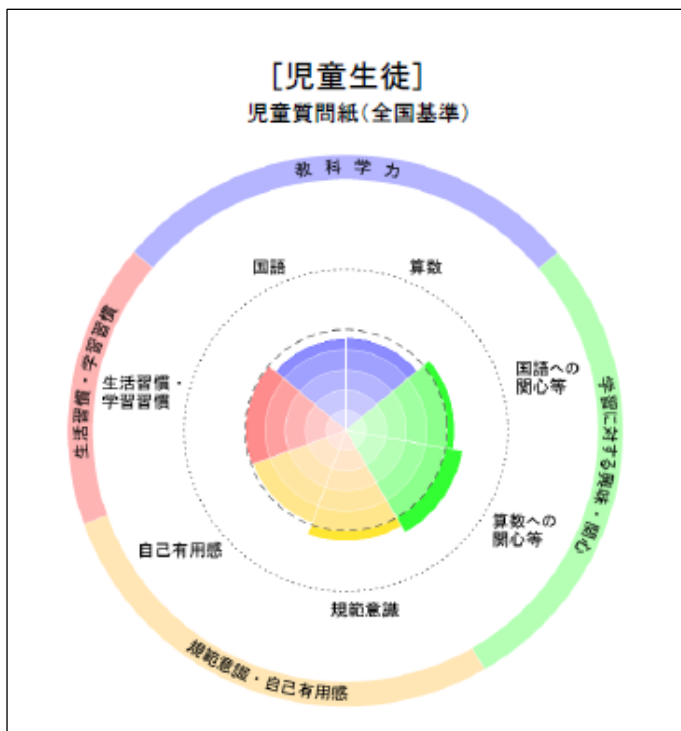 [児童生徒]
児童質問紙(全国基準)
教科学力
国語
算数
生活習慣・学習習慣
生活習慣・
学習習慣
国語への
関心等
学習に対する興味・関心
算数への
関心等
自己有用感
規範意識
規範意識・自己有用感